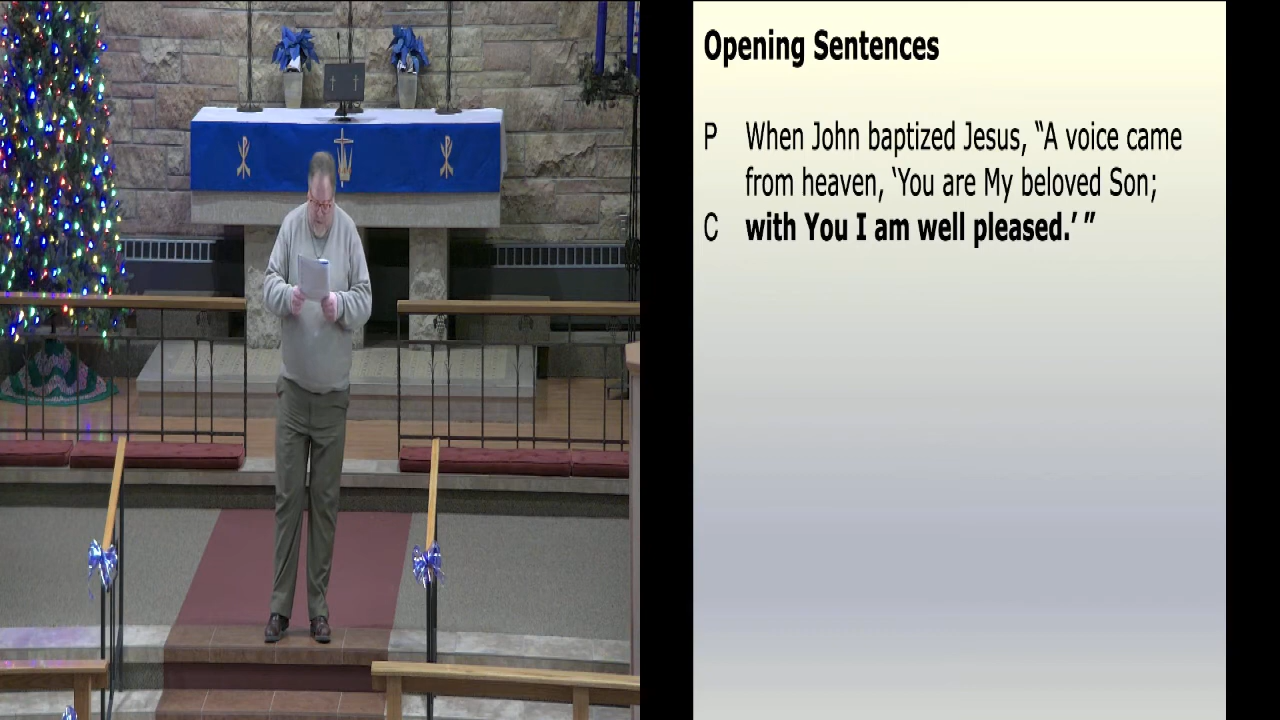 Opening Sentences
P When John baptized Jesus, “A voice came
from heaven, ‘You are My beloved Son;
C with You I am well pleased.’ ”